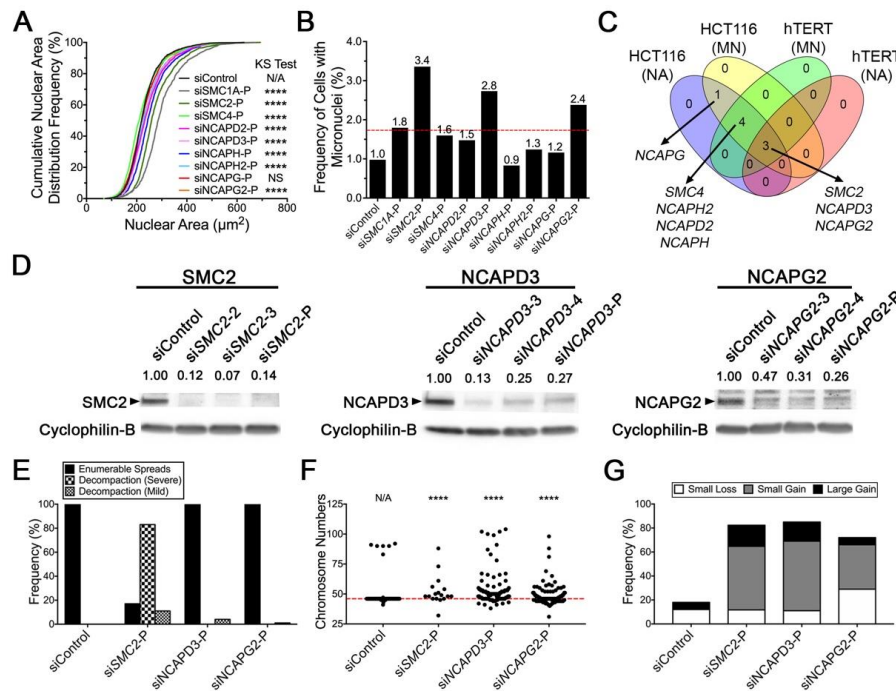 A
Cumulative Nuclear Area
Distribution Frequency (%)
100
80
60
40
20
0
0 200 400 600 800
Nuclear Area (µm²)
KS Test
siControl N/A
siSMC1A-P ****
siSMC2-P ****
siSMC4-P ****
siNCAPD2-P ****
siNCAPD3-P ****
siNCAPH-P ****
siNCAPH2-P ****
siNCAPG-P NS
siNCAPG2-P ****
B
Frequency of Cells with
Micronuclei (%)
4.0
3.0
2.0
1.0
0.0
1.0 1.8 3.4 1.6 1.5 2.8 0.9 1.3 1.2 2.4
siControl
siSMC1A-P
siSMC2-P
siSMC4-P
siNCAPD2-P
siNCAPD3-P
siNCAPH-P
siNCAPH2-P
siNCAPG-P
siNCAPG2-P
C
HCT116
(NA)
HCT116
(MN)
hTERT
(MN)
hTERT
(NA)
0 0
1 0 0
0 4 0 0
0 3 0
0 0
0
NCAPG
SMC4
NCAPH2
NCAPD2
NCAPH
SMC2
NCAPD3
NCAPG2
D
SMC2
siControl
siSMC2-2
siSMC2-3
siSMC2-P
1.00 0.12 0.07 0.14
SMC2
Cyclophilin-B
NCAPD3
siControl
siNCAPD3-3
siNCAPD3-4
siNCAPD3-P
1.00 0.13 0.25 0.27
NCAPD3
Cyclophilin-B
NCAPG2
siControl
siNCAPG2-3
siNCAPG2-4
siNCAPG2-P
1.00 0.47 0.31 0.26
NCAPG2
Cyclophilin-B
E
Enumerable Spreads
Decompaction (Severe)
Decompaction (Mild)
Frequency (%)
100
80
60
40
20
0
siControl
siSMC2-P
siNCAPD3-P
siNCAPG2-P
F
N/A **** **** ****
Chromosome Numbers
125
100
75
50
25
siControl
siSMC2-P
siNCAPD3-P
siNCAPG2-P
G
Small Loss Small Gain Large Gain
Frequency (%)
100
80
60
40
20
0
siControl
siSMC2-P
siNCAPD3-P
siNCAPG2-P